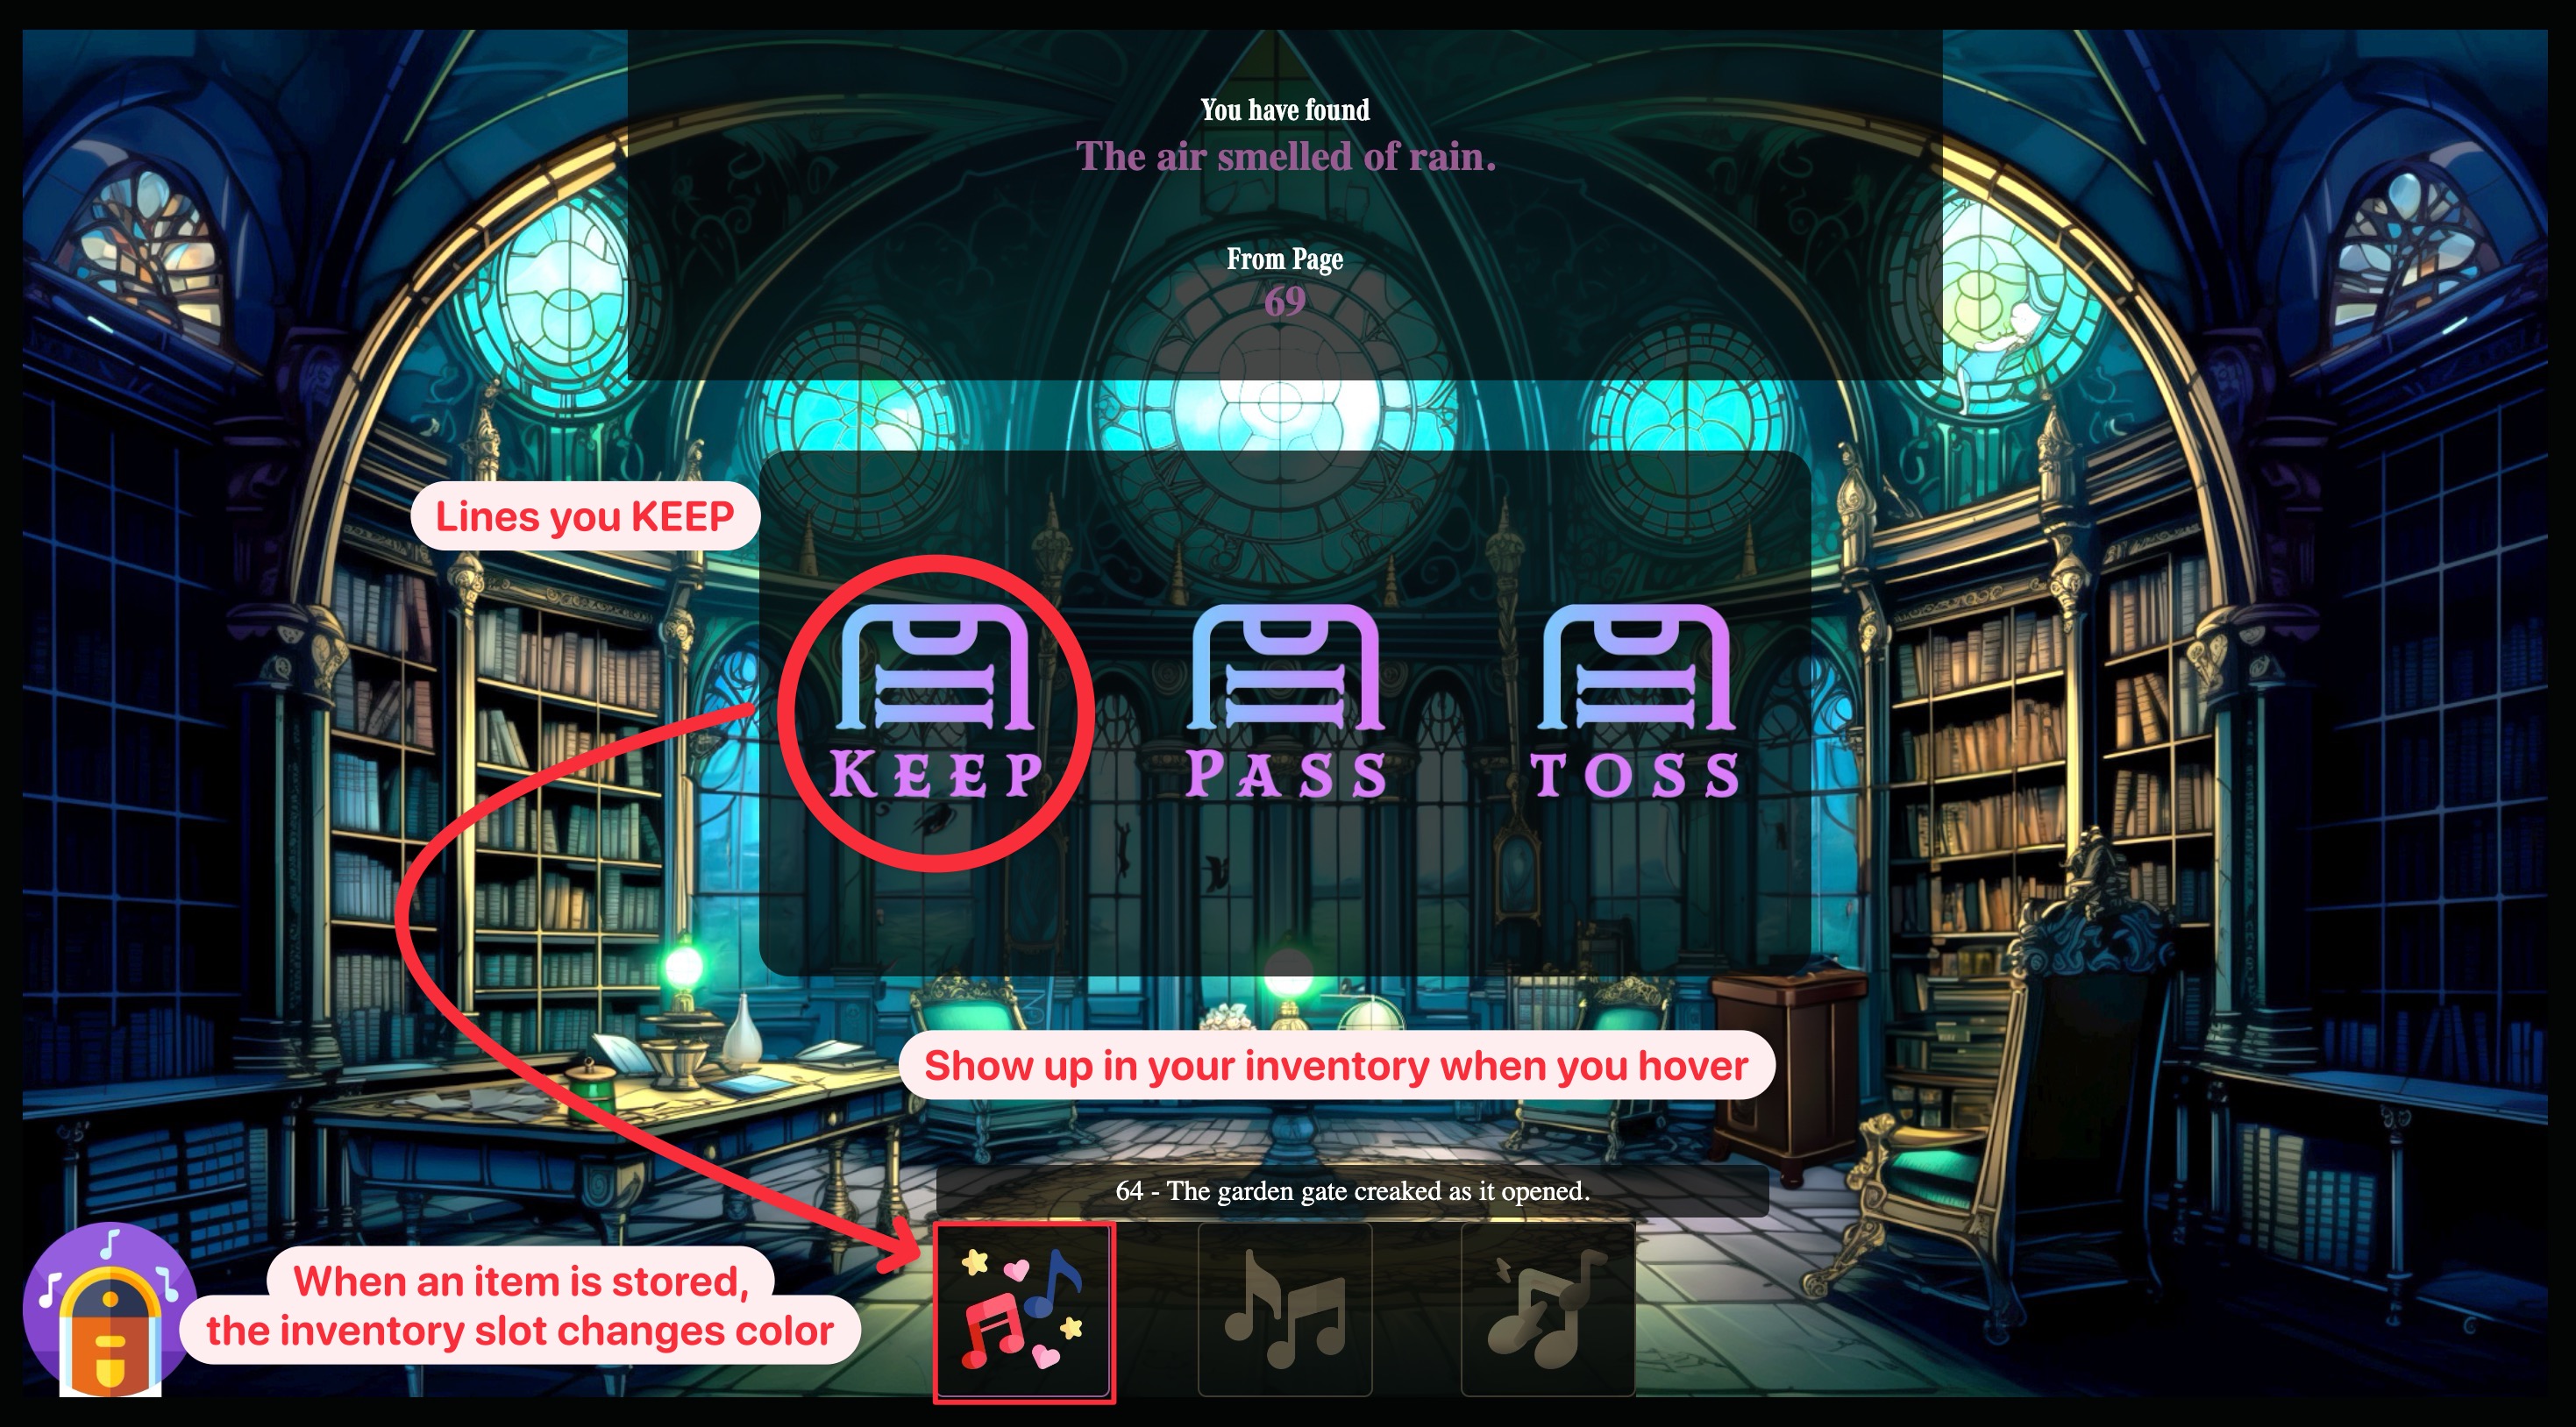 You have found
The air smelled of rain.
From Page
69
Lines you KEEP
KEEP
PASS
TOSS
Show up in your inventory when you hover
64 - The garden gate creaked as it opened.
When an item is stored,
the inventory slot changes color